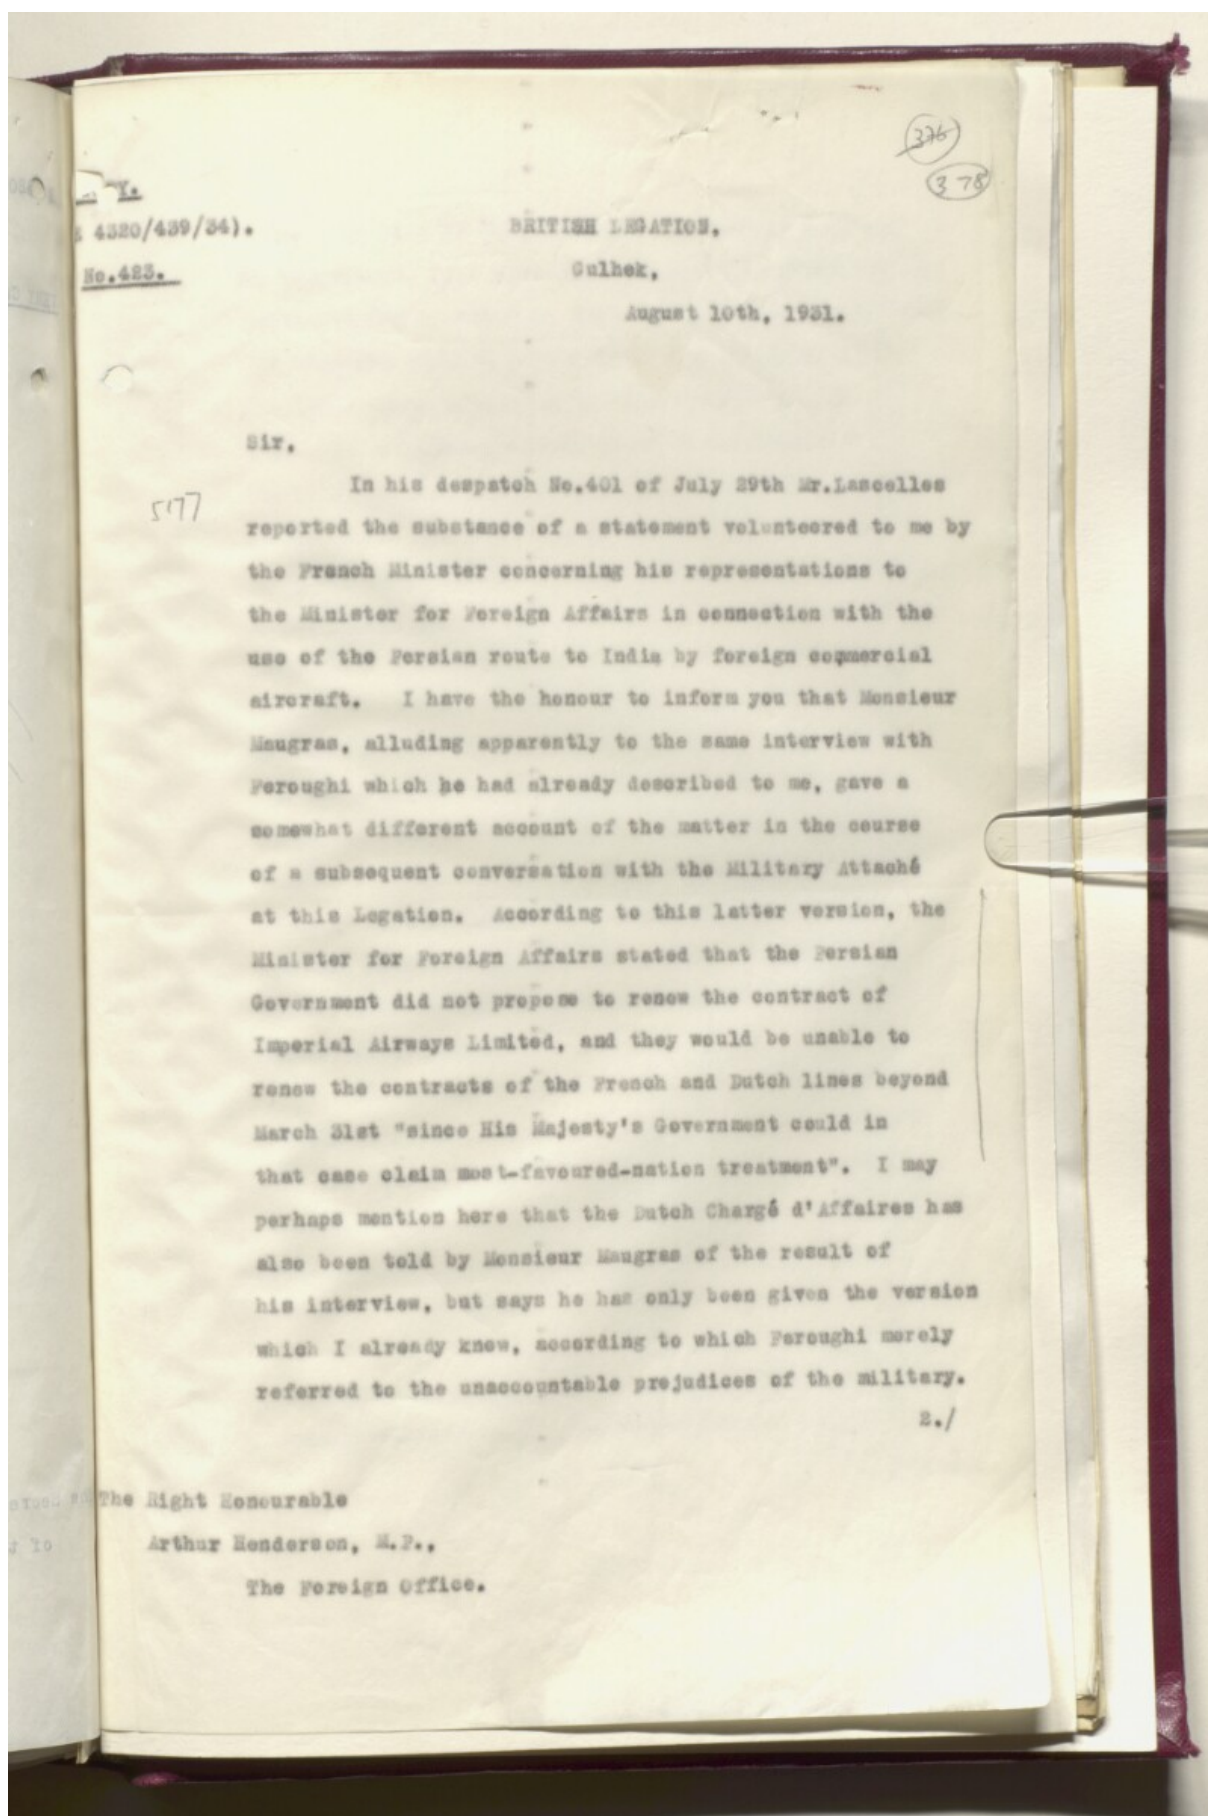 376
378
Y.
4320/439/34).
No.423.
BRITISH LEGATION,
Gulhek,
August 10th, 1931.
Sir,
5177
In his despatch No.401 of July 29th Mr.Lascelles
reported the substance of a statement volunteered to me by
the French Minister concerning his representations to
the Minister for Foreign Affairs in connection with the
use of the Persian route to India by foreign commercial
aircraft. I have the honour to inform you that Monsieur
Maugras, alluding apparently to the same interview with
Feroughi which he had already described to me, gave a
somewhat different account of the matter in the course
of a subsequent conversation with the Military Attaché
at this Legation. According to this latter version, the
Minister for Foreign Affairs stated that the Persian
Government did not propose to renew the contract of
Imperial Airways Limited, and they would be unable to
renew the contracts of the French and Dutch lines beyond
March 31st "since His Majesty's Government could in
that case claim most-favoured-nation treatment". I may
perhaps mention here that the Dutch Chargé d'Affaires has
also been told by Monsieur Maugras of the result of
his interview, but says he has only been given the version
which I already knew, according to which Feroughi merely
referred to the unaccountable prejudices of the military.
2./
The Right Honourable
Arthur Henderson, M.P.,
The Foreign Office.